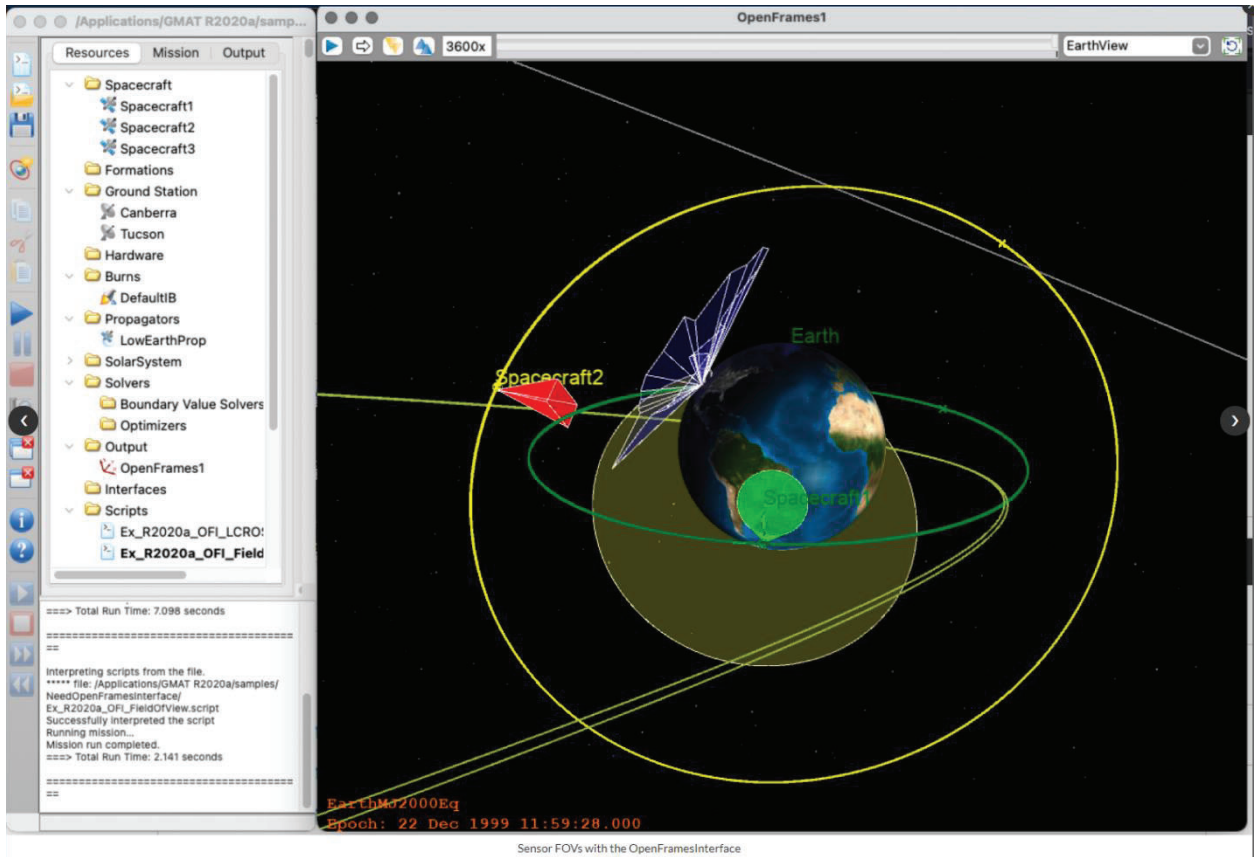 /Applications/GMAT R2020a/samp...
Resources Mission Output
Spacecraft
Spacecraft1
Spacecraft2
Spacecraft3
Formations
Ground Station
Canberra
Tucson
Hardware
Burns
DefaultIB
Propagators
LowEarthProp
SolarSystem
Solvers
Boundary Value Solvers
Optimizers
Output
OpenFrames1
Interfaces
Scripts
Ex_R2020a_OFI_LCROS
Ex_R2020a_OFI_Field
===> Total Run Time: 7.098 seconds
========================================
==
Interpreting scripts from the file.
***** file: /Applications/GMAT R2020a/samples/
NeedOpenFramesInterface/
Ex_R2020a_OFI_FieldOfView.script
Successfully interpreted the script
Running mission...
Mission run completed.
===> Total Run Time: 2.141 seconds
========================================
==
OpenFrames1
3600x
EarthView
Earth
Spacecraft2
Spacecraft1
EarthMJ2000Eq
Epoch: 22 Dec 1999 11:59:28.000
Sensor FOVs with the OpenFramesInterface